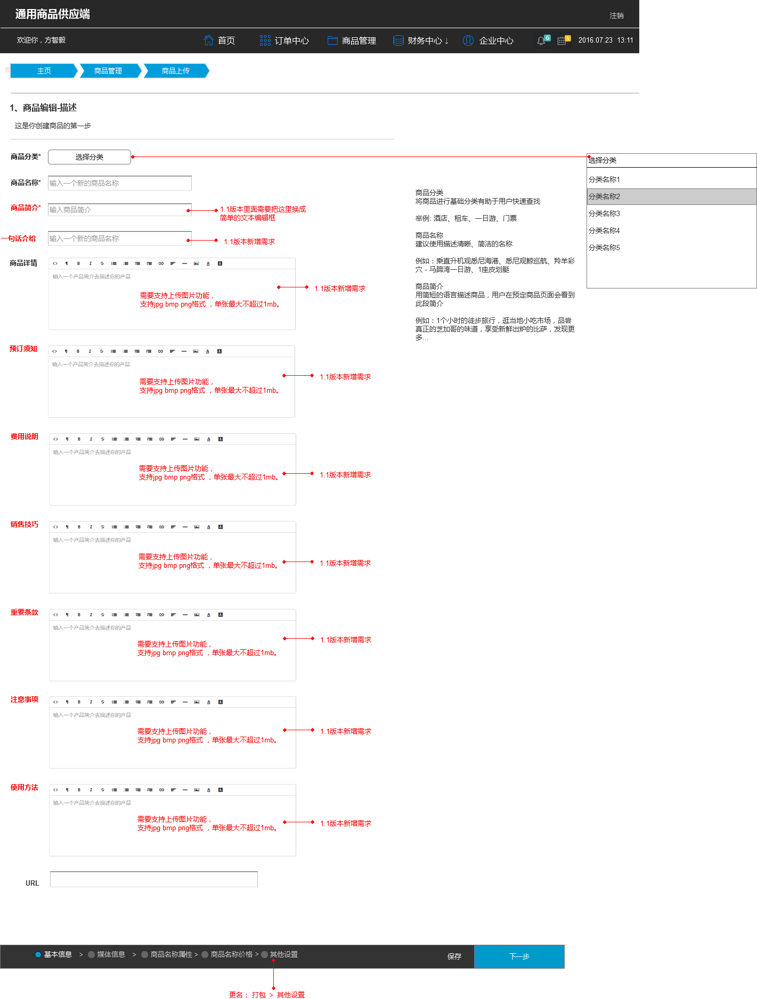 通用商品供应端
注销
欢迎你，方智毅
首页
订单中心
商品管理
财务中心↓
企业中心
6
5
2016.07.23 13:11
主页
商品管理
商品上传
1、商品编辑-描述
这是你创建商品的第一步
商品分类*
选择分类
选择分类
分类名称1
分类名称2
分类名称3
分类名称4
分类名称5
商品名称*
输入一个新的商品名称
商品简介*
输入商品简介
1.1版本里面需要把这里换成
简单的文本编辑框
一句话介绍
输入一个新的商品名称
1.1版本新增需求
商品分类
将商品进行基础分类有助于用户快速查找
举例: 酒店、租车、一日游、门票
商品名称
建议使用描述清晰、简洁的名称
例如：乘直升机观悉尼海港、悉尼观鲸巡航、羚羊彩
穴 - 马蹄湾一日游、1座皮划艇
商品简介
用简短的语言描述商品，用户在预定商品页面会看到
此段简介
例如：1个小时的徒步旅行，逛当地小吃市场，品尝
真正的芝加哥的味道，享受新鲜出炉的比萨，发现更
多...
商品详情
输入一个产品简介去描述你的产品
需要支持上传图片功能，
支持jpg bmp png格式 ，单张最大不超过1mb。
1.1版本新增需求
预订须知
输入一个产品简介去描述你的产品
需要支持上传图片功能，
支持jpg bmp png格式 ，单张最大不超过1mb。
1.1版本新增需求
费用说明
输入一个产品简介去描述你的产品
需要支持上传图片功能，
支持jpg bmp png格式 ，单张最大不超过1mb。
1.1版本新增需求
销售技巧
输入一个产品简介去描述你的产品
需要支持上传图片功能，
支持jpg bmp png格式 ，单张最大不超过1mb。
1.1版本新增需求
重要条款
输入一个产品简介去描述你的产品
需要支持上传图片功能，
支持jpg bmp png格式 ，单张最大不超过1mb。
1.1版本新增需求
注意事项
输入一个产品简介去描述你的产品
需要支持上传图片功能，
支持jpg bmp png格式 ，单张最大不超过1mb。
1.1版本新增需求
使用方法
输入一个产品简介去描述你的产品
需要支持上传图片功能，
支持jpg bmp png格式 ，单张最大不超过1mb。
1.1版本新增需求
URL
基本信息 > 媒体信息 > 商品名称属性 > 商品名称价格 > 其他设置
保存
下一步
更名： 打包 > 其他设置